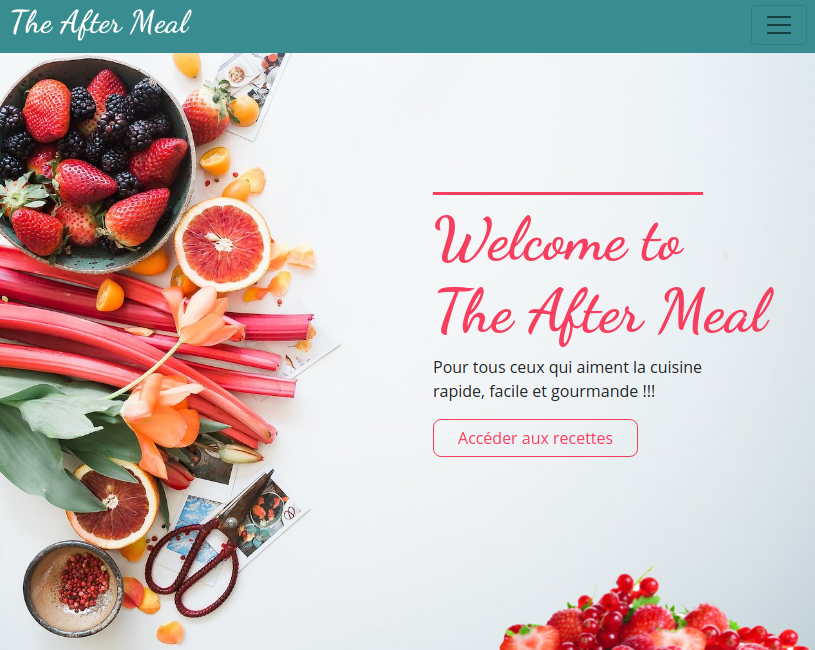 The After Meal
Welcome to
The After Meal
Pour tous ceux qui aiment la cuisine
rapide, facile et gourmande !!!
Accéder aux recettes